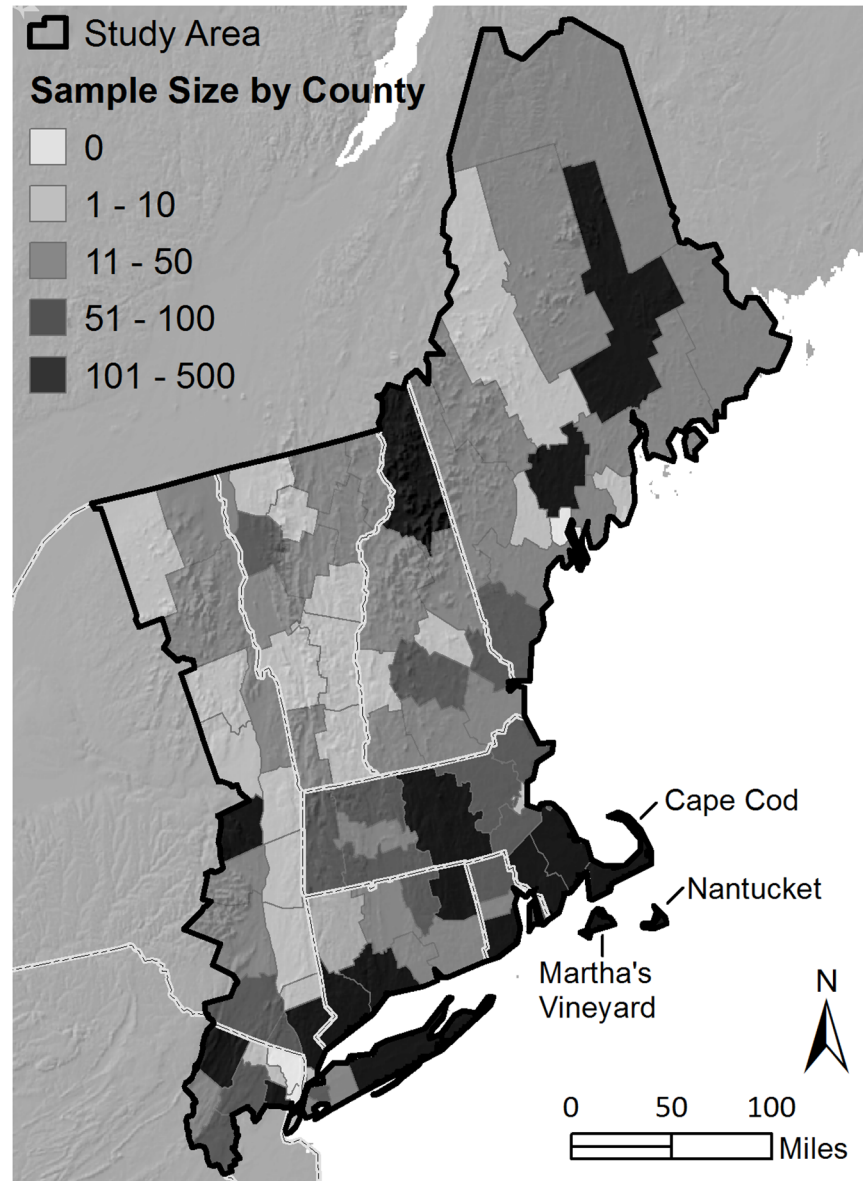 Study Area
Sample Size by County
0
1 - 10
11 - 50
51 - 100
101 - 500
Cape Cod
Nantucket
Martha's
Vineyard
N
0 50 100
Miles